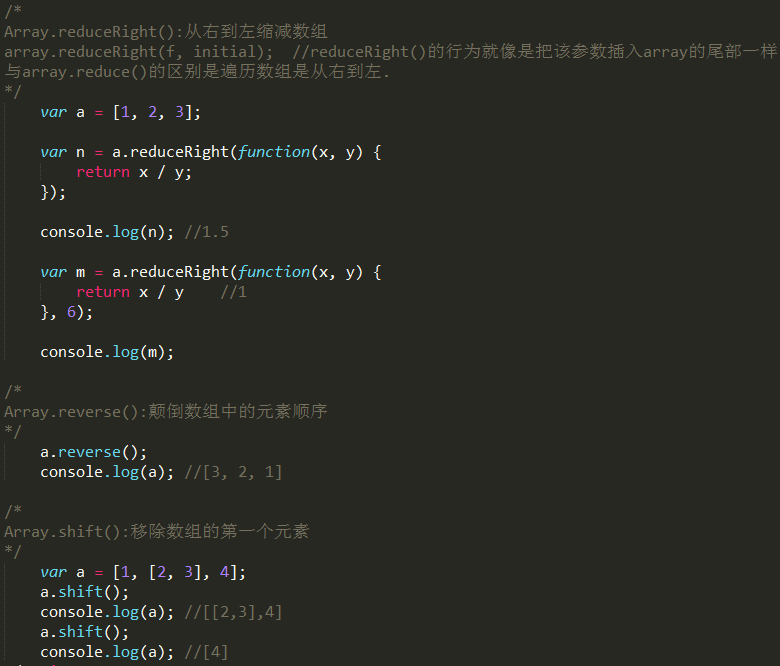 /*
Array.reduceRight():从右到左缩减数组
array.reduceRight(f, initial);  //reduceRight()的行为就像是把该参数插入array的尾部一样
与array.reduce()的区别是遍历数组是从右到左.
*/
    var a = [1, 2, 3];
    var n = a.reduceRight(function(x, y) {
        return x / y;
    });
    console.log(n); //1.5
    var m = a.reduceRight(function(x, y) {
        return x / y    //1
    }, 6);
    console.log(m);
/*
Array.reverse():颠倒数组中的元素顺序
*/
    a.reverse();
    console.log(a); //[3, 2, 1]
/*
Array.shift():移除数组的第一个元素
*/
    var a = [1, [2, 3], 4];
    a.shift();
    console.log(a); //[[2,3],4]
    a.shift();
    console.log(a); //[4]